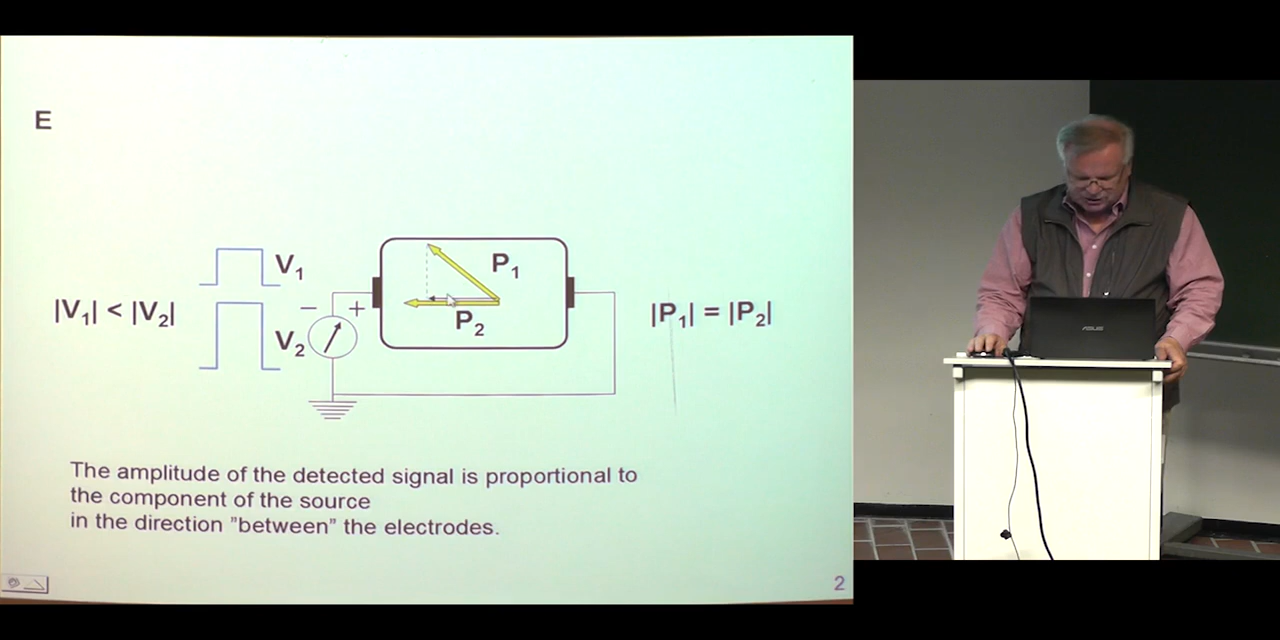 E
V₁
|V₁| < |V₂|
V₂
− +
P₁
P₂
|P₁| = |P₂|
The amplitude of the detected signal is proportional to
the component of the source
in the direction "between" the electrodes.
2
ASUS